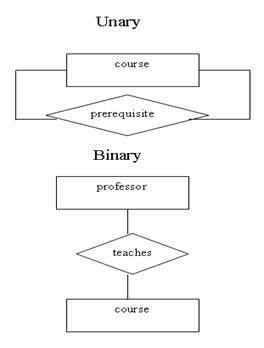 Unary
course
prerequisite
Binary
professor
teaches
course